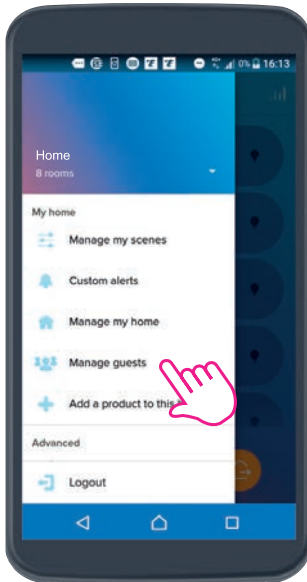 0% 16:13
Home
8 rooms
My home
Manage my scenes
Custom alerts
Manage my home
Manage guests
Add a product to this
Advanced
Logout